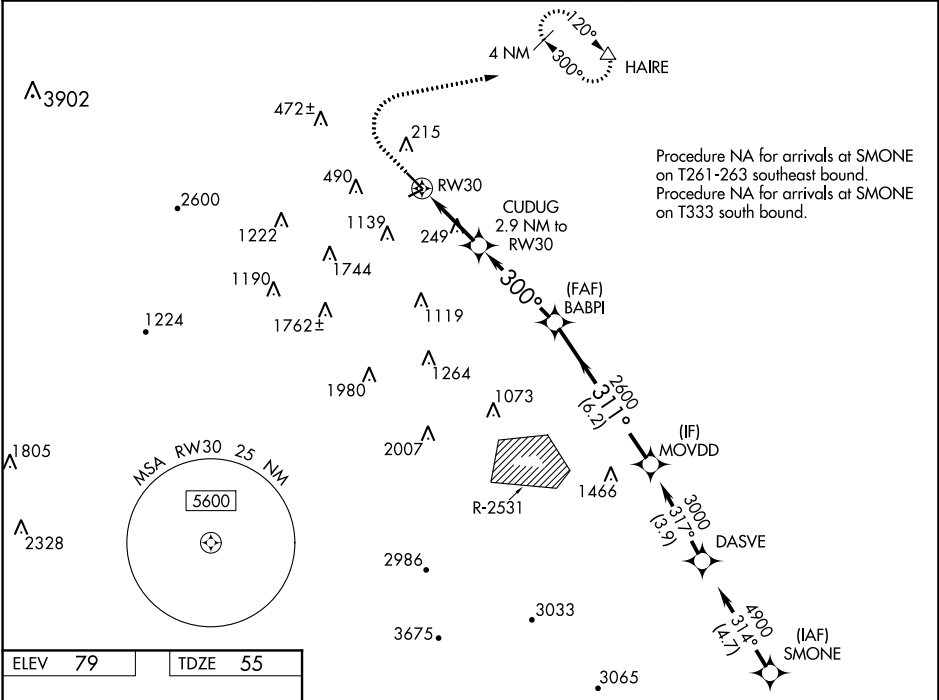 120°
4 NM
300°
HAIRE
3902
472±
215
Procedure NA for arrivals at SMONE
on T261-263 southeast bound.
Procedure NA for arrivals at SMONE
on T333 south bound.
490
RW30
2600
CUDUG
2.9 NM to
RW30
1222
1139
249
1744
1190
300°
(FAF)
BABPI
1762±
1119
1224
1264
1980
2600
311°
(6.2)
1073
(IF)
MOVDD
2007
1805
MSA RW30 25 NM
5600
1466
R-2531
3000
317°
(3.9)
DASVE
2328
2986
3033
3675
4900
314°
(4.7)
(IAF)
SMONE
ELEV 79
TDZE 55
3065